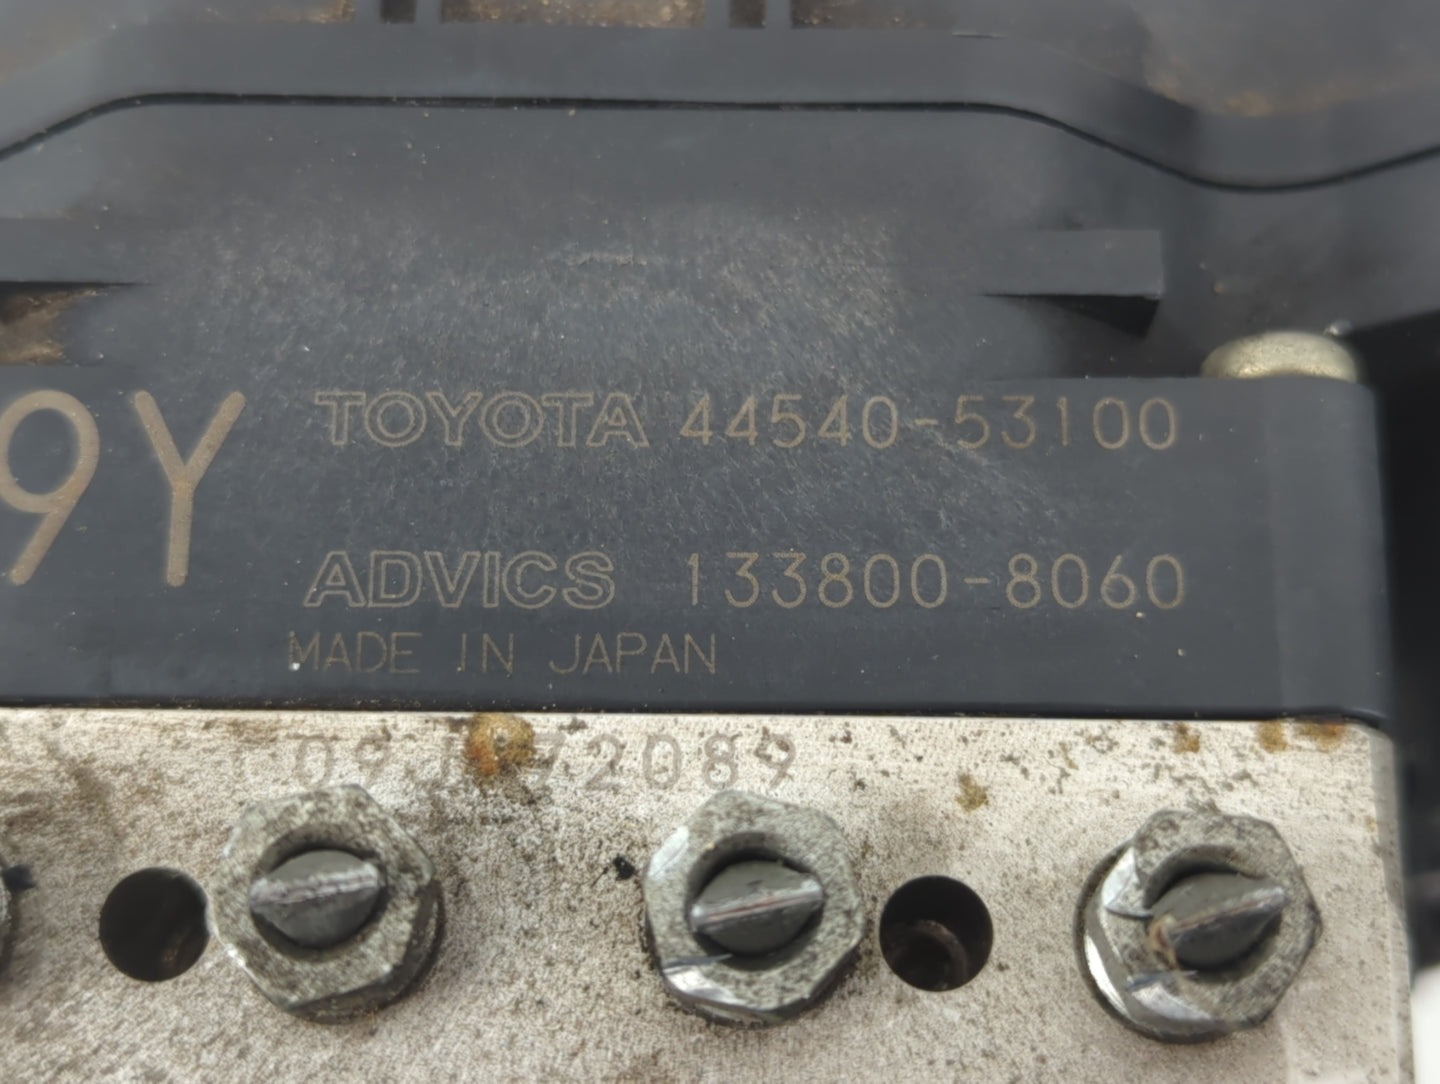 9Y
TOYOTA 44540-53100
ADVICS 133800-8060
MADE IN JAPAN